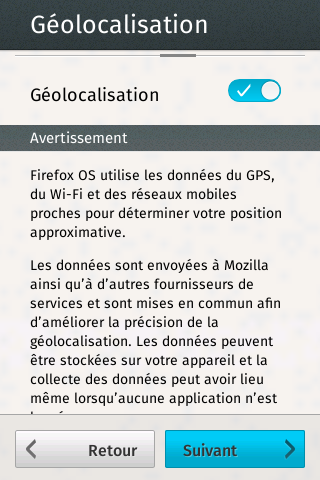 Géolocalisation
Géolocalisation
Avertissement
Firefox OS utilise les données du GPS,
du Wi-Fi et des réseaux mobiles
proches pour déterminer votre position
approximative.
Les données sont envoyées à Mozilla
ainsi qu’à d’autres fournisseurs de
services et sont mises en commun afin
d’améliorer la précision de la
géolocalisation. Les données peuvent
être stockées sur votre appareil et la
collecte des données peut avoir lieu
même lorsqu’aucune application n’est
Retour
Suivant